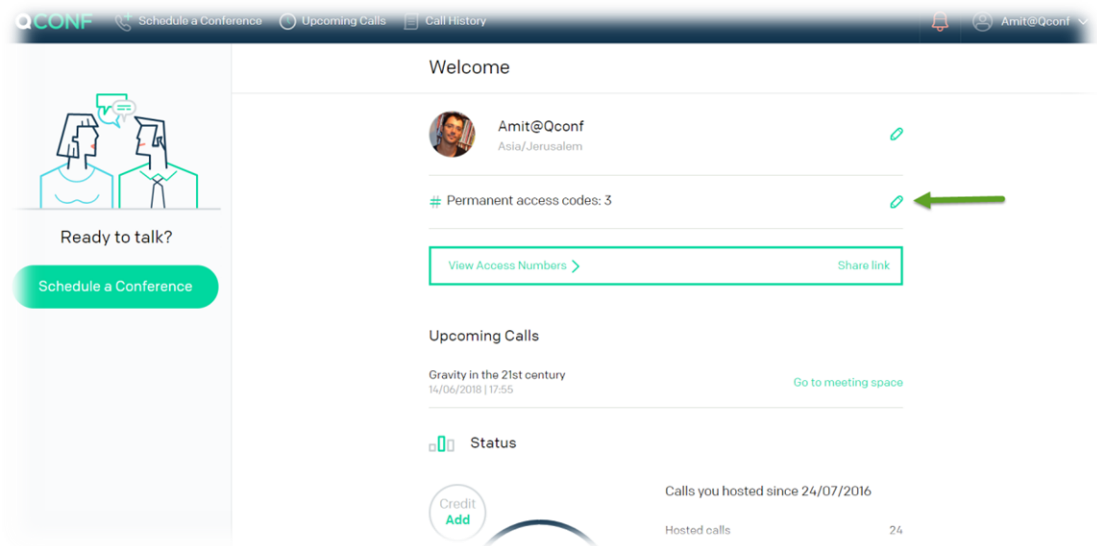 QCONF Schedule a Conference Upcoming Calls Call History Amit@Qconf
Welcome
Amit@Qconf
Asia/Jerusalem
# Permanent access codes: 3
Ready to talk?
View Access Numbers Share link
Schedule a Conference
Upcoming Calls
Gravity in the 21st century
14/06/2018 | 17:55
Go to meeting space
Status
Credit
Add
Calls you hosted since 24/07/2016
Hosted calls 24